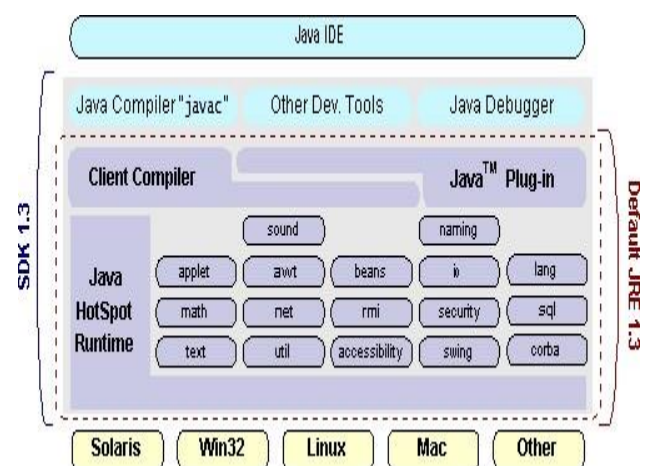 Java IDE
Java Compiler "javac" Other Dev. Tools Java Debugger
Client Compiler Java™ Plug-in
SDK 1.3
Default JRE 1.3
Java
HotSpot
Runtime
sound naming
applet awt beans io lang
math net rmi security sql
text util accessibility swing corba
Solaris Win32 Linux Mac Other